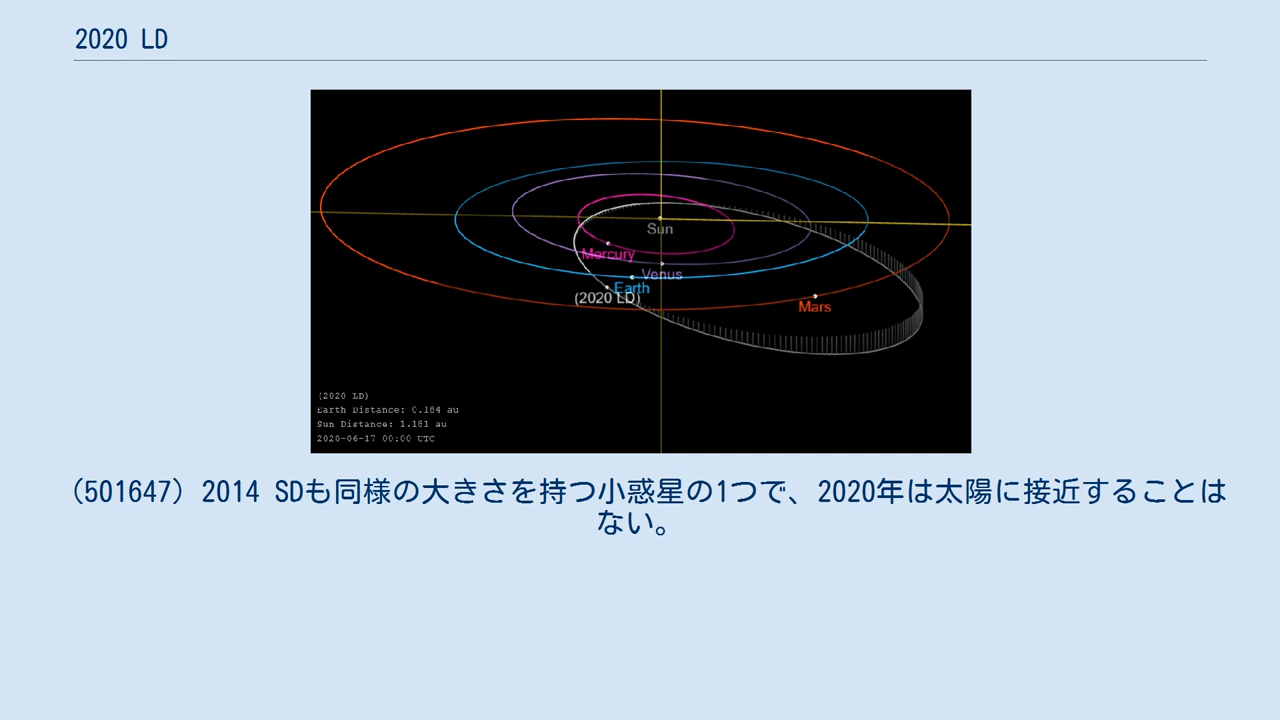 2020 LD
Sun
Mercury
Venus
Earth
(2020 LD)
Mars
(2020 LD)
Earth Distance: 0.184 au
Sun Distance: 1.181 au
2020-06-17 00:00 UTC
(501647) 2014 SDも同様の大きさを持つ小惑星の1つで、2020年は太陽に接近することは
ない。